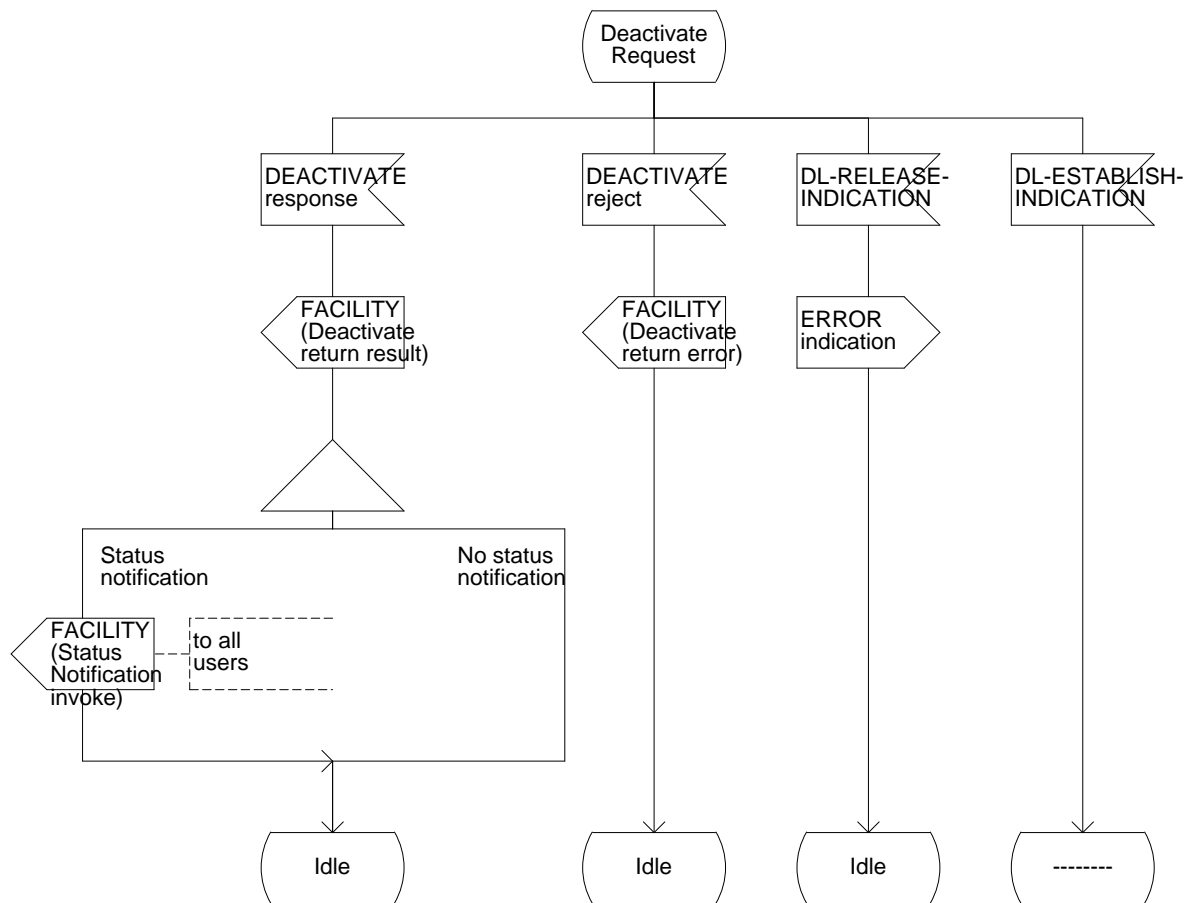 Deactivate
Request
DEACTIVATE
response
DEACTIVATE
reject
DL-RELEASE-
INDICATION
DL-ESTABLISH-
INDICATION
FACILITY
(Deactivate
return result)
FACILITY
(Deactivate
return error)
ERROR
indication
Status
notification
No status
notification
FACILITY
(Status
Notification
invoke)
to all
users
Idle
Idle
Idle
--------